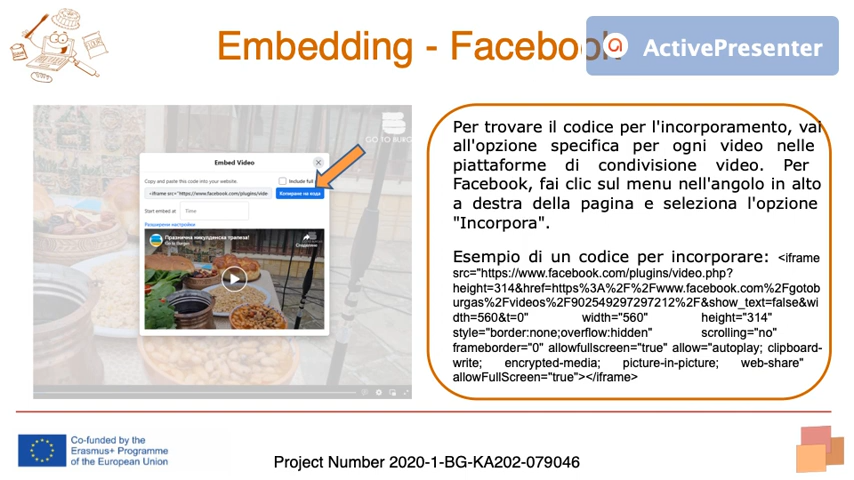 Embedding - Facebook
ActivePresenter
GO TO BURG
Embed Video
Copy and paste this code into your website.
Include full
<iframe src="https://www.facebook.com/plugins/vide
Копиране на кода
Start embed at
Time
Разширени настройки
Празнична никулденска трапеза!
Споделяне
Per trovare il codice per l'incorporamento, vai
all'opzione specifica per ogni video nelle
piattaforme di condivisione video. Per
Facebook, fai clic sul menu nell'angolo in alto
a destra della pagina e seleziona l'opzione
"Incorpora".
Esempio di un codice per incorporare: <iframe
src="https://www.facebook.com/plugins/video.php?
height=314&href=https%3A%2F%2Fwww.facebook.com%2Fgotob
urgas%2Fvideos%2F902549297297212%2F&show_text=false&wi
dth=560&t=0" width="560" height="314"
style="border:none;overflow:hidden" scrolling="no"
frameborder="0" allowfullscreen="true" allow="autoplay; clipboard-
write; encrypted-media; picture-in-picture; web-share"
allowFullScreen="true"></iframe>
Co-funded by the
Erasmus+ Programme
of the European Union
Project Number 2020-1-BG-KA202-079046